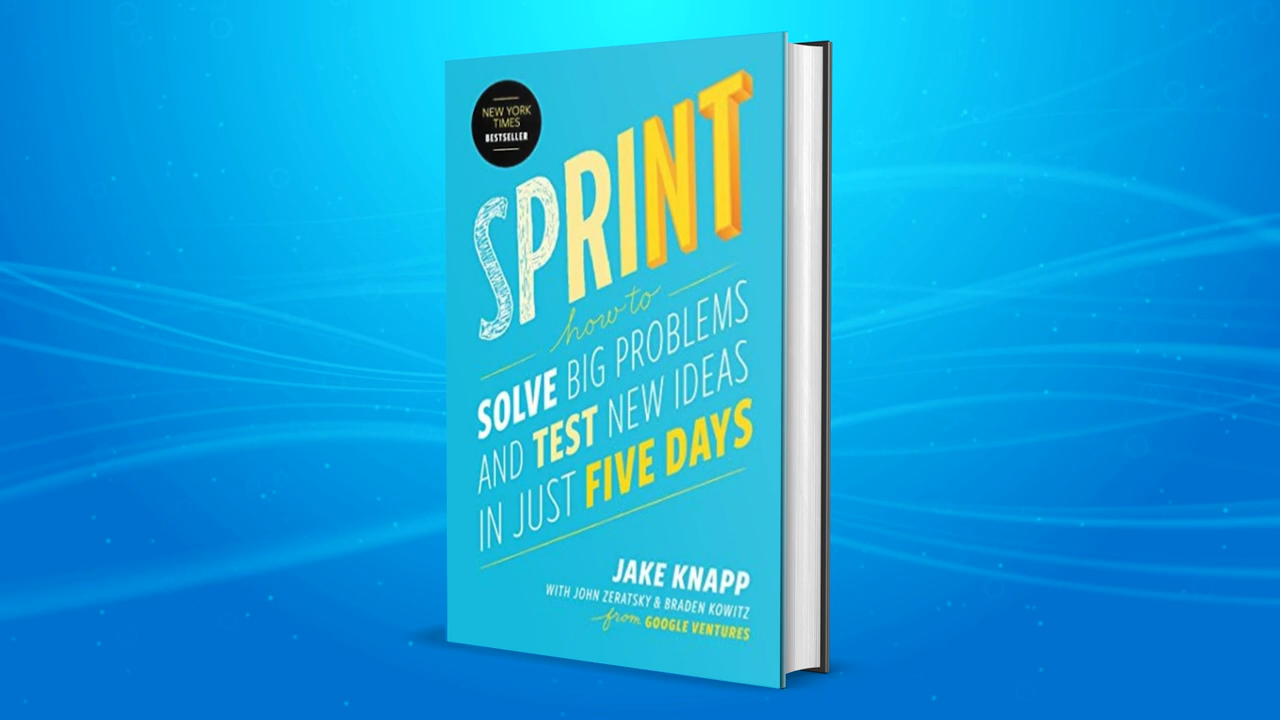 NEW YORK
TIMES
BESTSELLER
SPRINT
how to
SOLVE BIG PROBLEMS
AND TEST NEW IDEAS
IN JUST FIVE DAYS
JAKE KNAPP
WITH JOHN ZERATSKY & BRADEN KOWITZ
from GOOGLE VENTURES